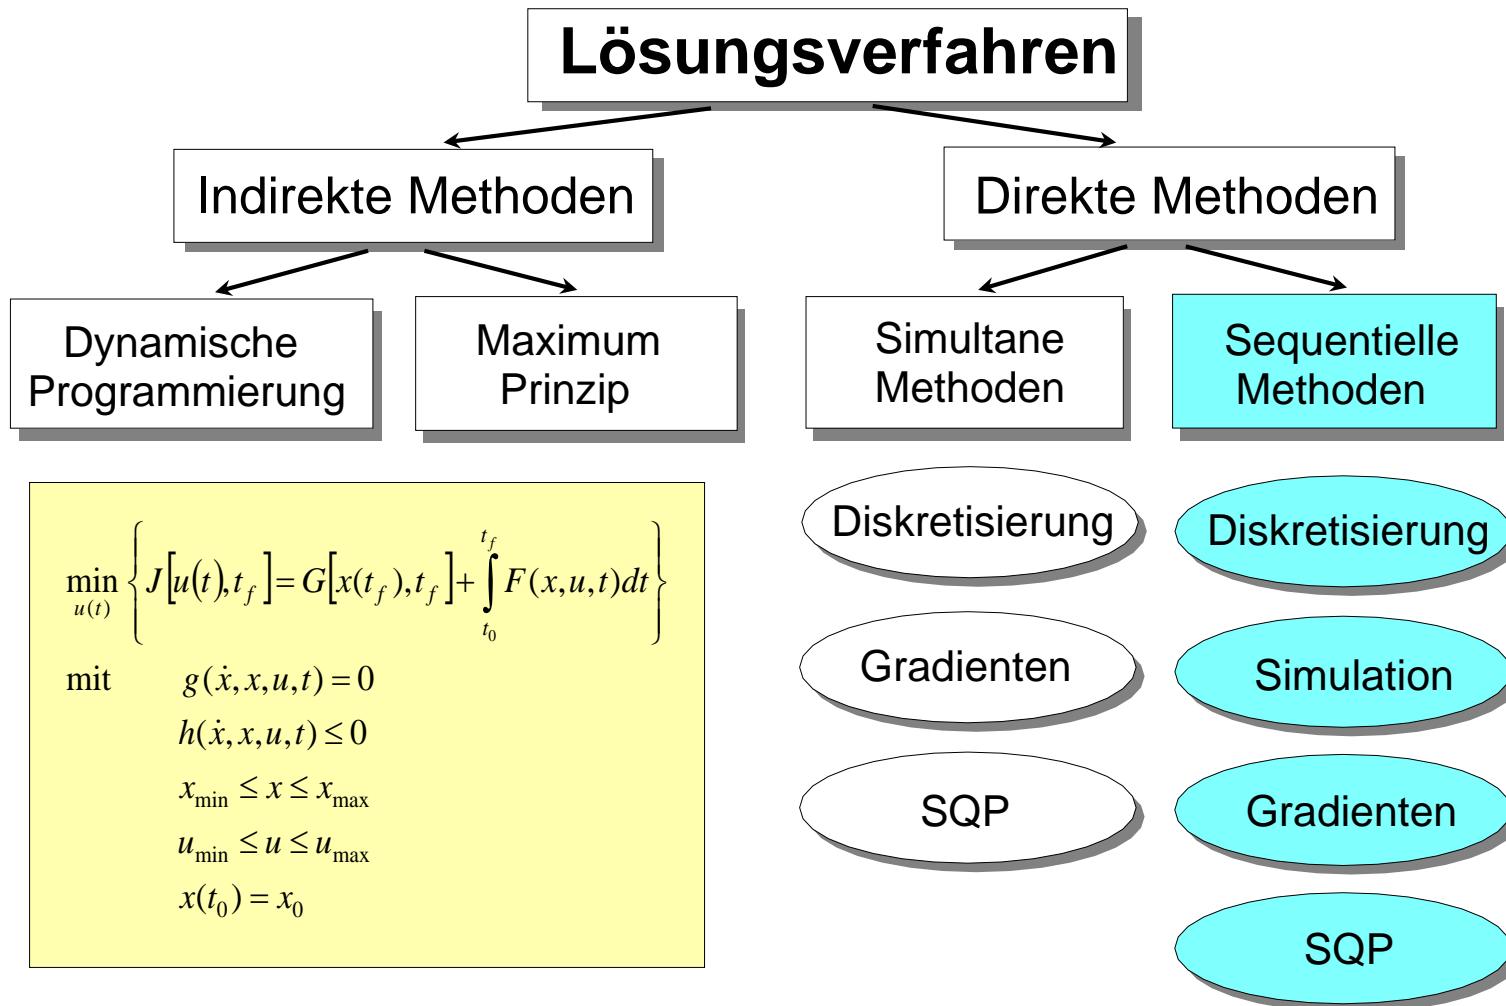 Lösungsverfahren
Indirekte Methoden
Direkte Methoden
Dynamische
Programmierung
Maximum
Prinzip
Simultane
Methoden
Sequentielle
Methoden
min_{u(t)} { J[u(t), t_f] = G[x(t_f), t_f] + ∫_{t_0}^{t_f} F(x, u, t)dt }
mit g(ẋ, x, u, t) = 0
h(ẋ, x, u, t) ≤ 0
x_min ≤ x ≤ x_max
u_min ≤ u ≤ u_max
x(t_0) = x_0
Diskretisierung
Gradienten
SQP
Diskretisierung
Simulation
Gradienten
SQP